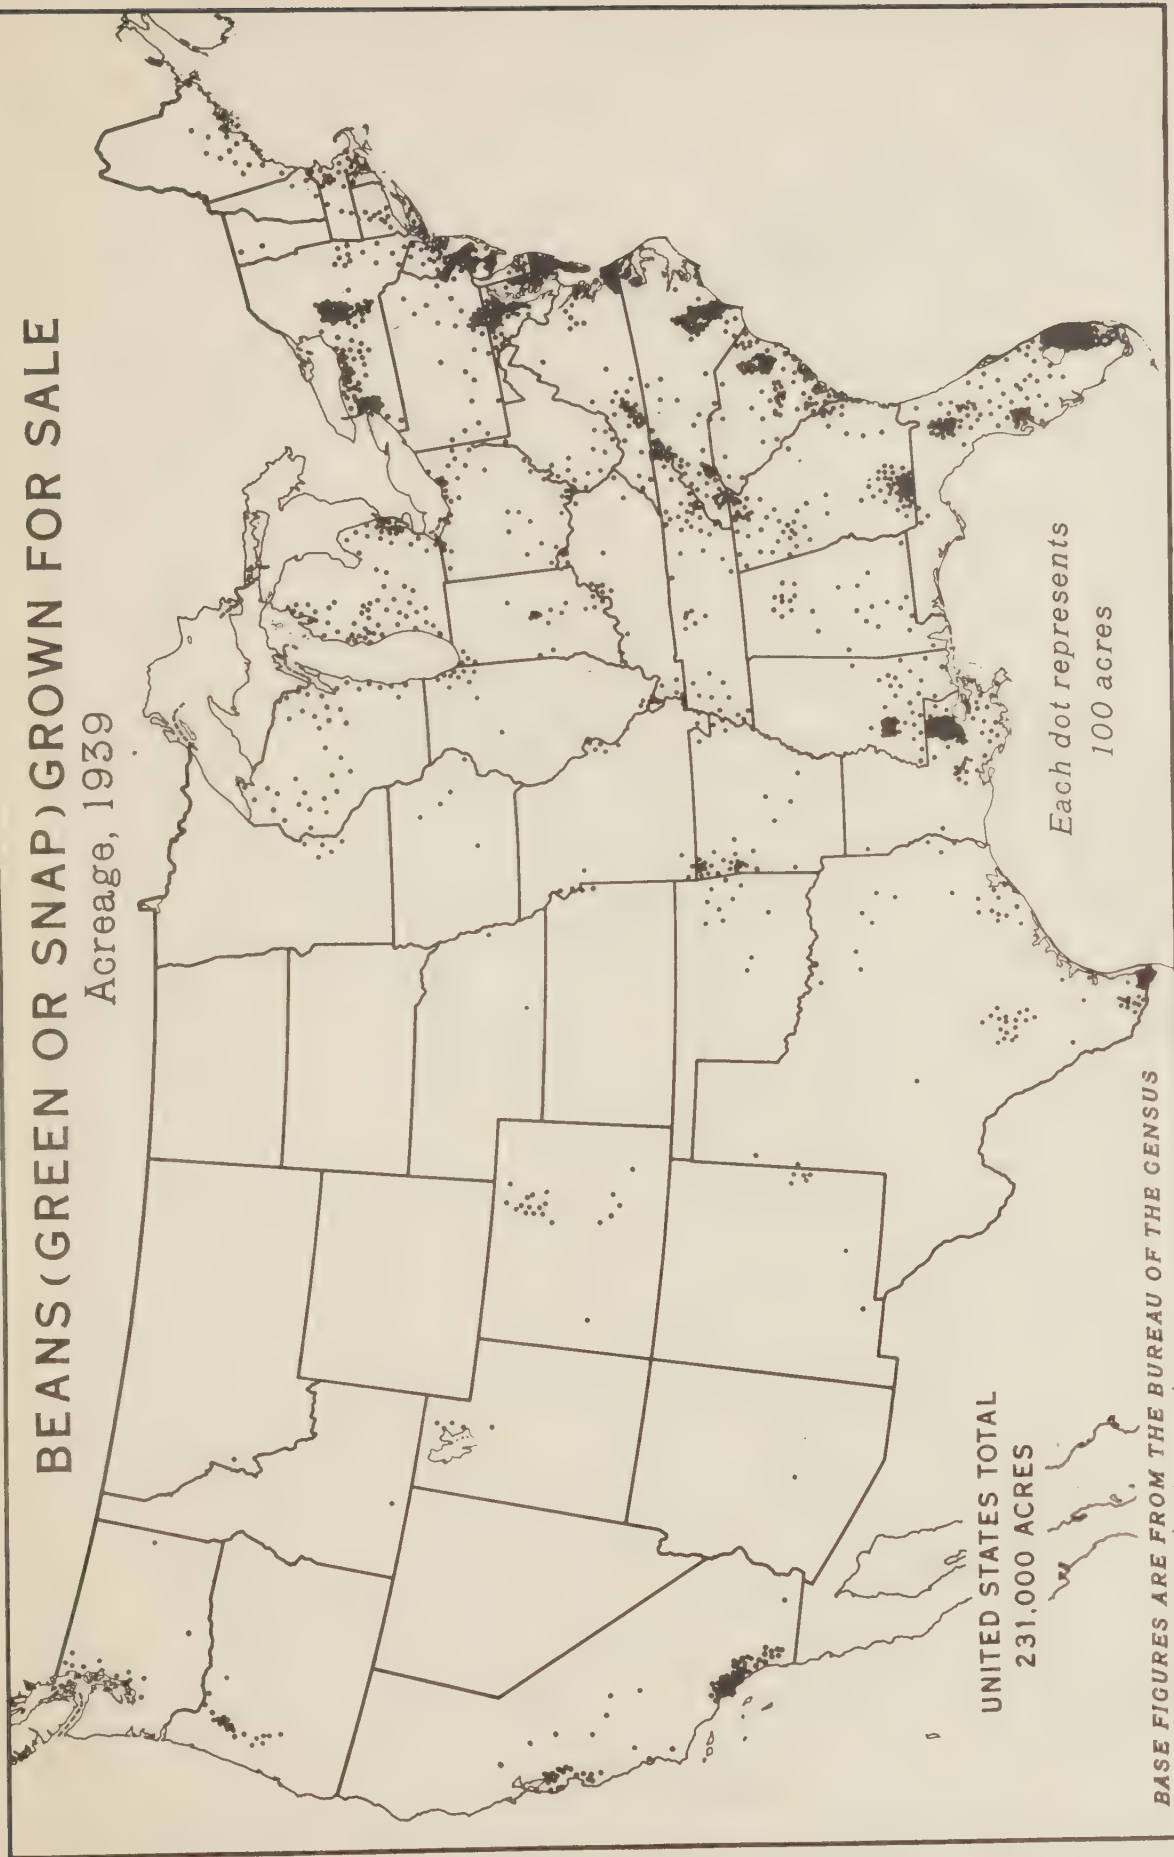 BEANS (GREEN OR SNAP) GROWN FOR SALE
Acreage, 1939
Each dot represents
100 acres
UNITED STATES TOTAL
231,000 ACRES
BASE FIGURES ARE FROM THE BUREAU OF THE CENSUS